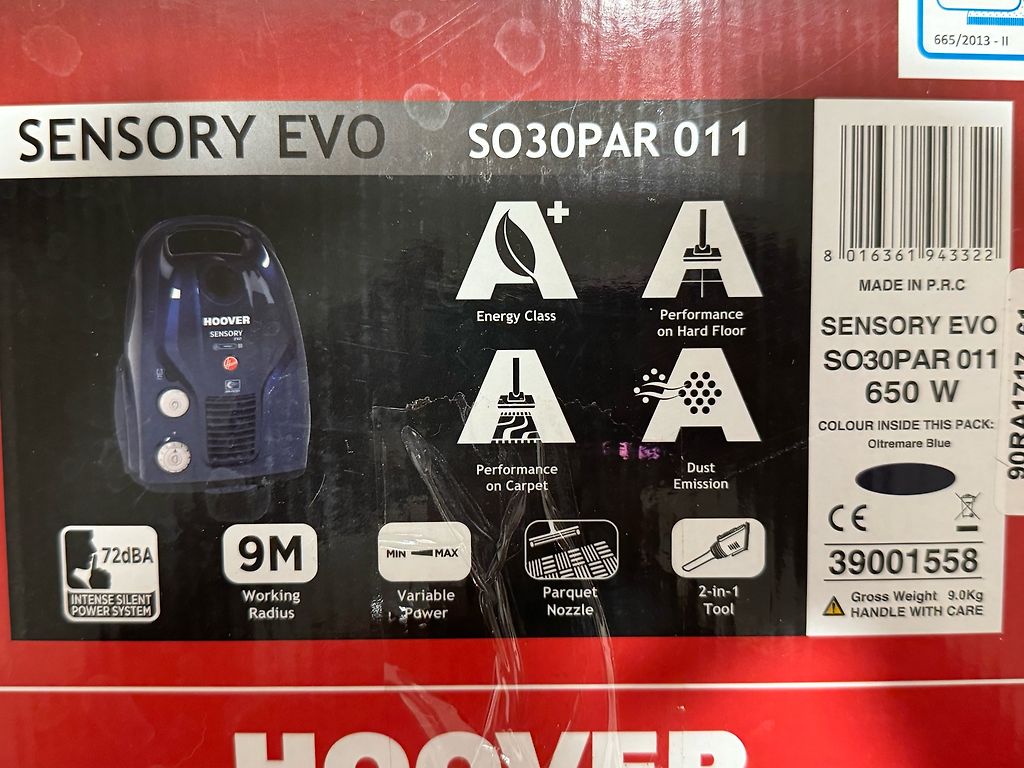 665/2013 - II
SENSORY EVO
SO30PAR 011
HOOVER
SENSORY
EVO
A+
Energy Class
A
Performance
on Hard Floor
A
Performance
on Carpet
A
Dust
Emission
72dBA
INTENSE SILENT
POWER SYSTEM
9M
Working
Radius
MIN MAX
Variable
Power
Parquet
Nozzle
2-in-1
Tool
8 016361 943322
MADE IN P.R.C
SENSORY EVO
SO30PAR 011
650 W
COLOUR INSIDE THIS PACK:
Oltremare Blue
CE
39001558
Gross Weight 9.0Kg
HANDLE WITH CARE
90RA1717
HOOVER